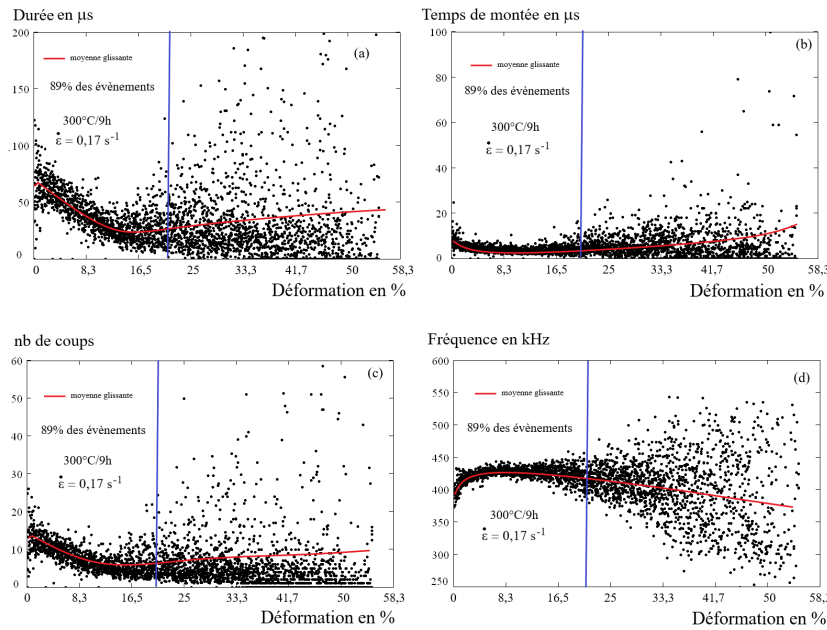 Durée en µs
200
150
100
50
0
(a)
moyenne glissante
89% des évènements
300°C/9h
ε̇ = 0,17 s⁻¹
0 8,3 16,5 25 33,3 41,7 50 58,3
Déformation en %
Temps de montée en µs
100
80
60
40
20
0
(b)
moyenne glissante
89% des évènements
300°C/9h
ε̇ = 0,17 s⁻¹
0 8,3 16,5 25 33,3 41,7 50 58,3
Déformation en %
nb de coups
60
50
40
30
20
10
0
(c)
moyenne glissante
89% des évènements
300°C/9h
ε̇ = 0,17 s⁻¹
0 8,3 16,5 25 33,3 41,7 50 58,3
Déformation en %
Fréquence en kHz
600
550
500
450
400
350
300
250
(d)
moyenne glissante
89% des évènements
300°C/9h
ε̇ = 0,17 s⁻¹
0 8,3 16,5 25 33,3 41,7 50 58,3
Déformation en %